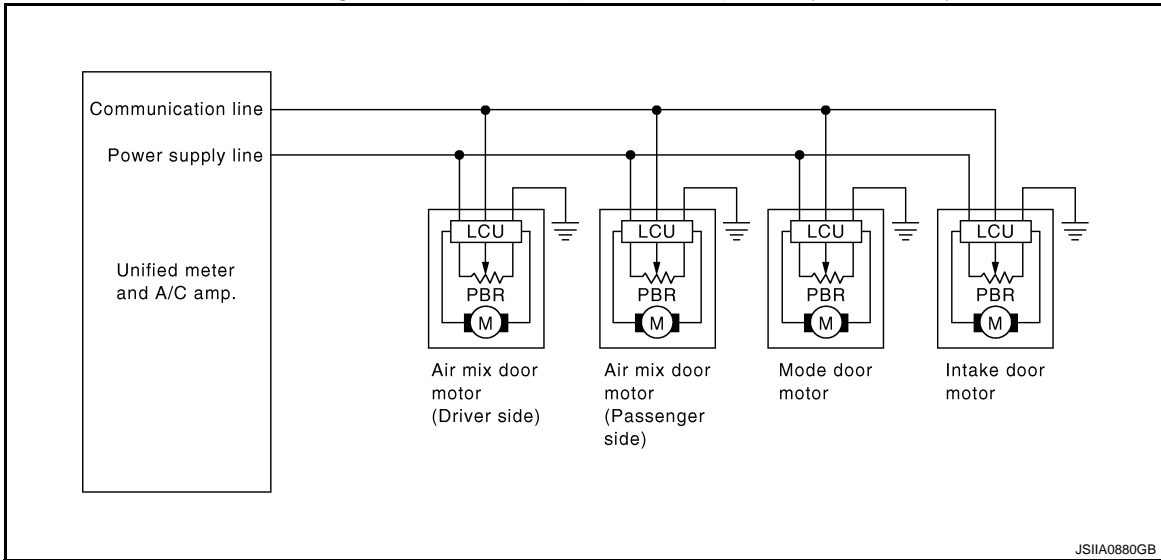 Communication line
Power supply line
Unified meter
and A/C amp.
LCU
PBR
M
Air mix door
motor
(Driver side)
LCU
PBR
M
Air mix door
motor
(Passenger
side)
LCU
PBR
M
Mode door
motor
LCU
PBR
M
Intake door
motor
JSIIA0880GB